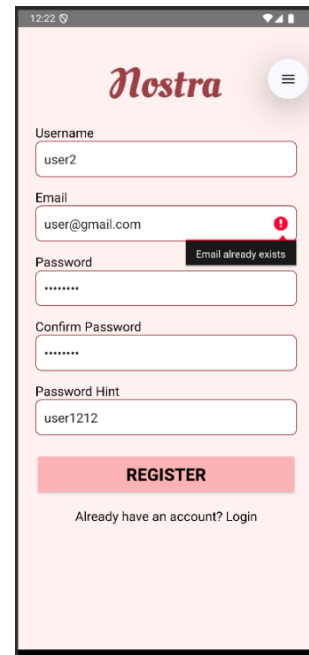 12:22
Nostra
Username
user2
Email
user@gmail.com
Email already exists
Password
••••••••
Confirm Password
••••••••
Password Hint
user1212
REGISTER
Already have an account? Login